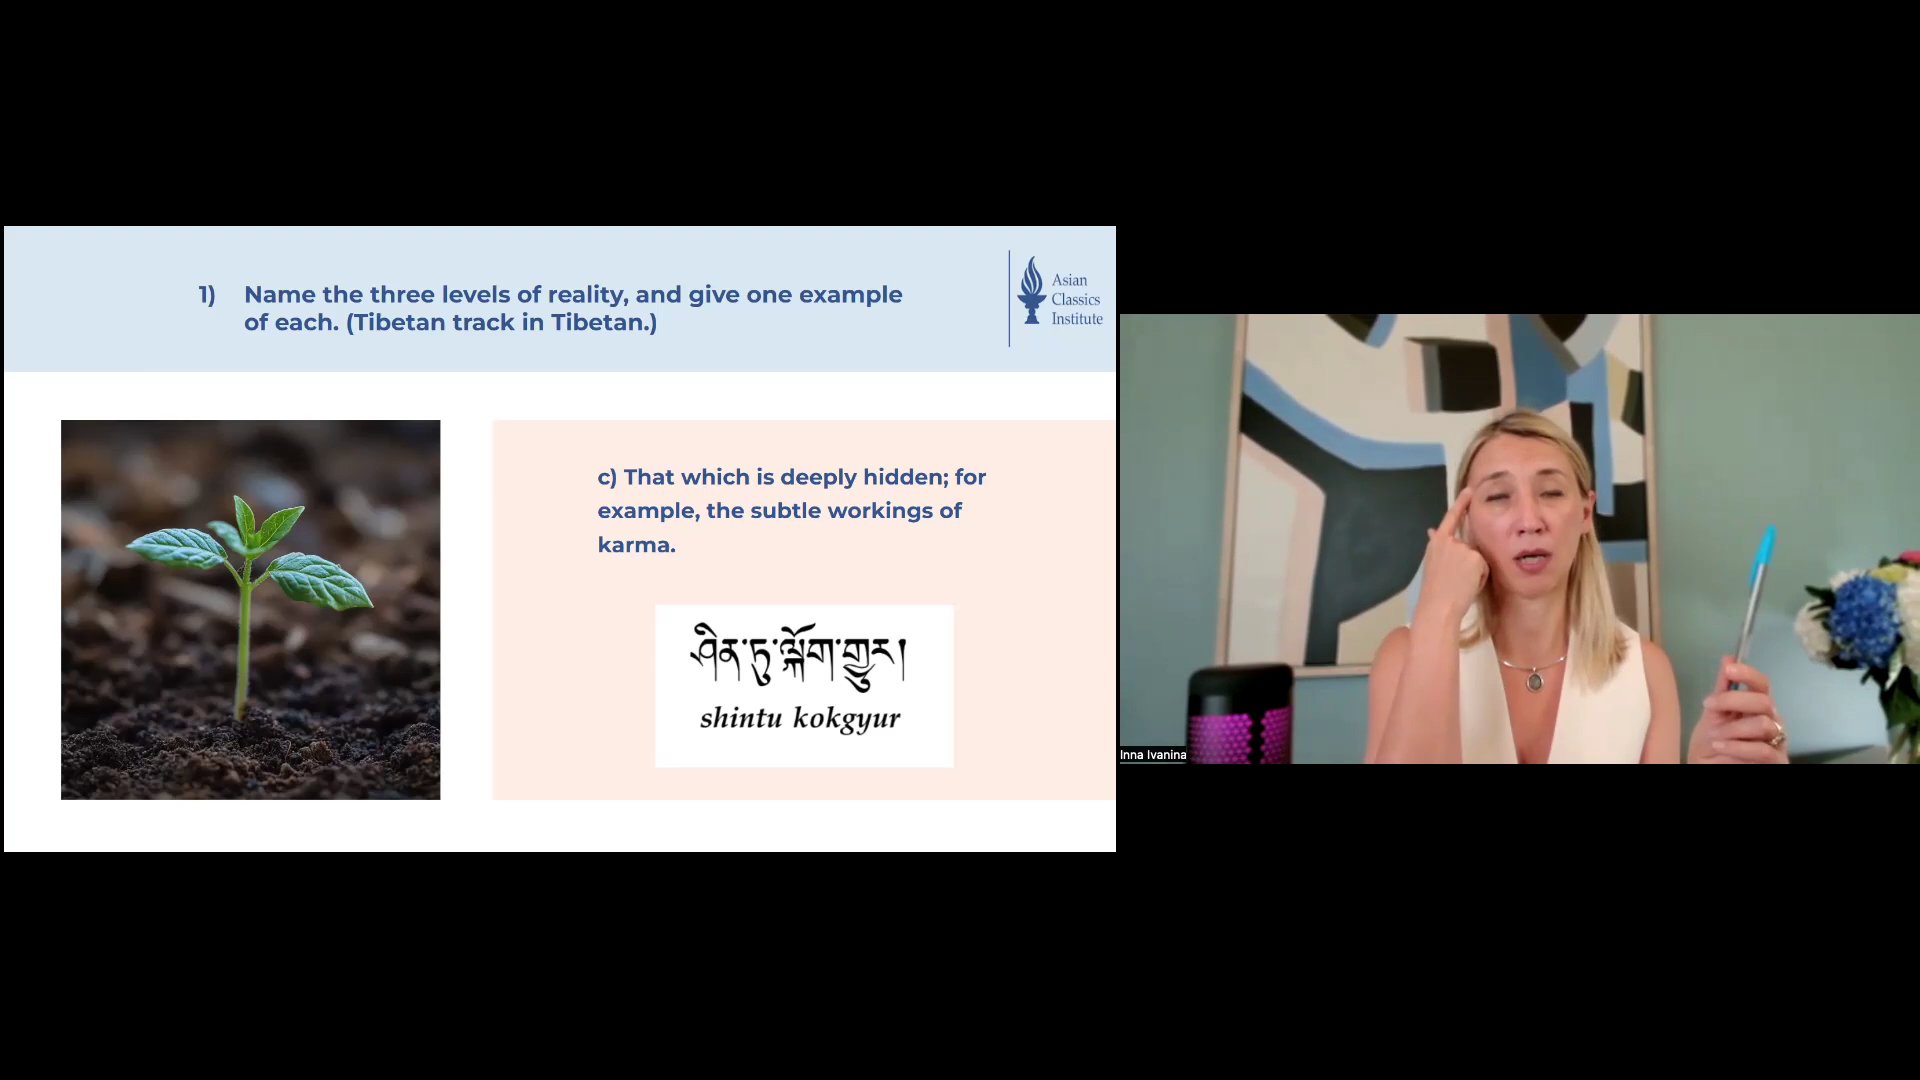 1) Name the three levels of reality, and give one example
of each. (Tibetan track in Tibetan.)
Asian
Classics
Institute
c) That which is deeply hidden; for
example, the subtle workings of
karma.
ཤིན་ཏུ་ལྐོག་གྱུར།
shintu kokgyur
Inna Ivanina